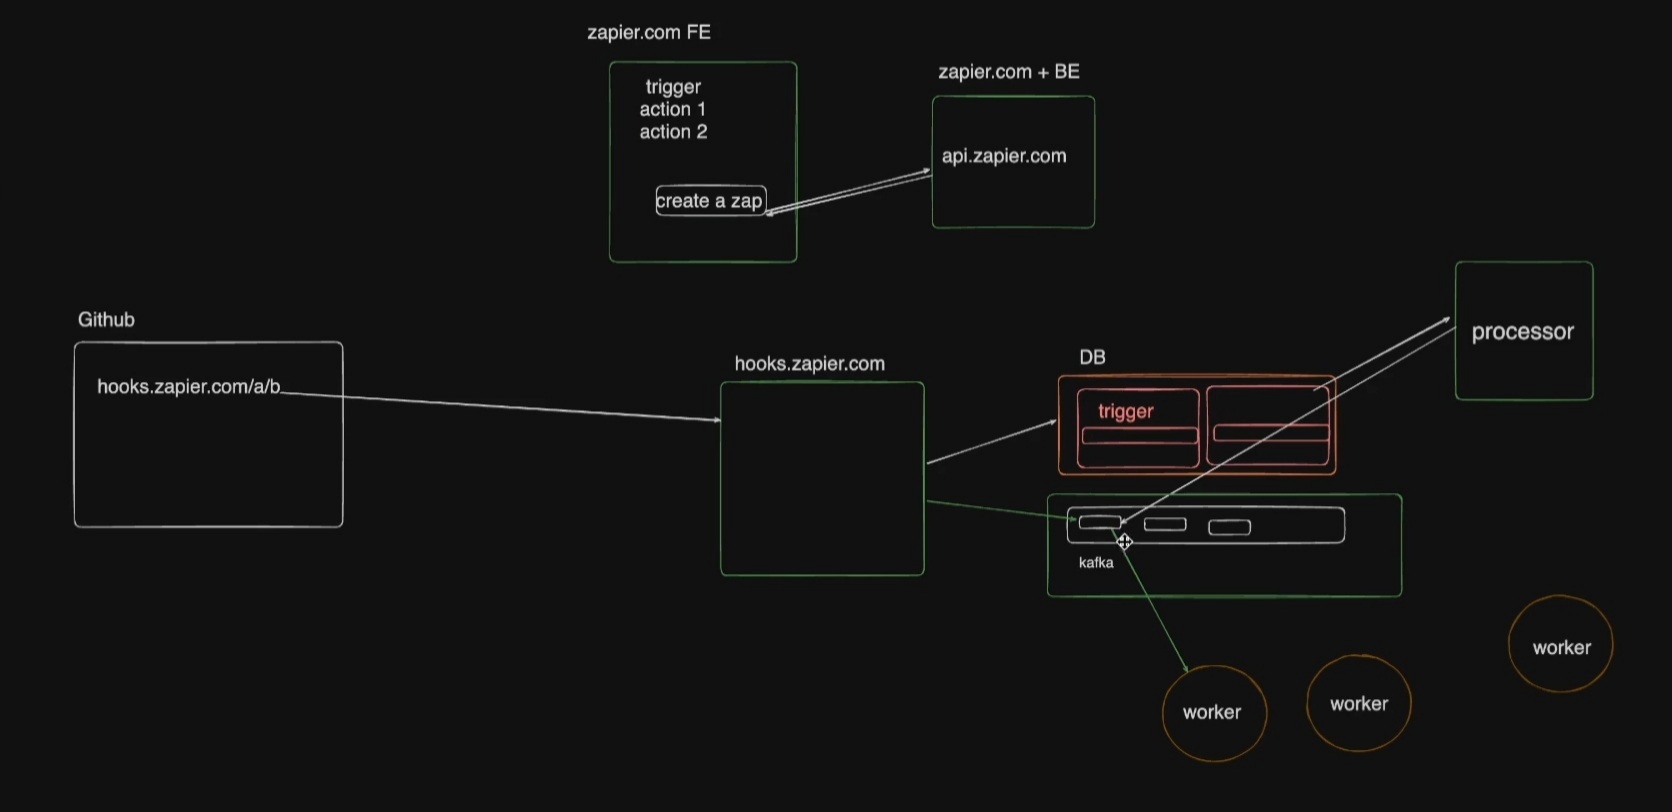 zapier.com FE
trigger
action 1
action 2
create a zap
zapier.com + BE
api.zapier.com
Github
hooks.zapier.com/a/b
hooks.zapier.com
DB
trigger
processor
kafka
worker
worker
worker